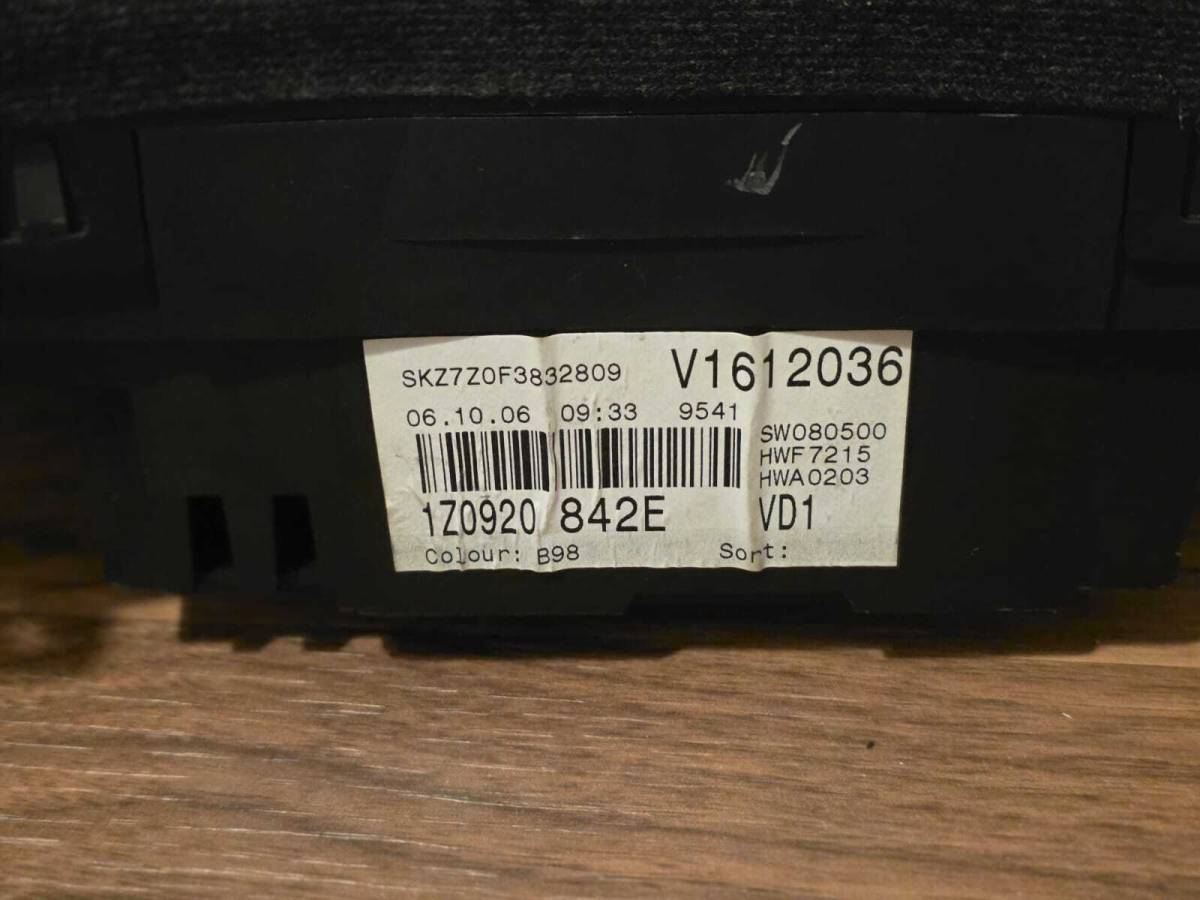 SKZ7Z0F3832809 V1612036
06.10.06 09:33 9541
SW080500
HWF7215
HWA0203
1Z0920 842E VD1
Colour: B98 Sort: